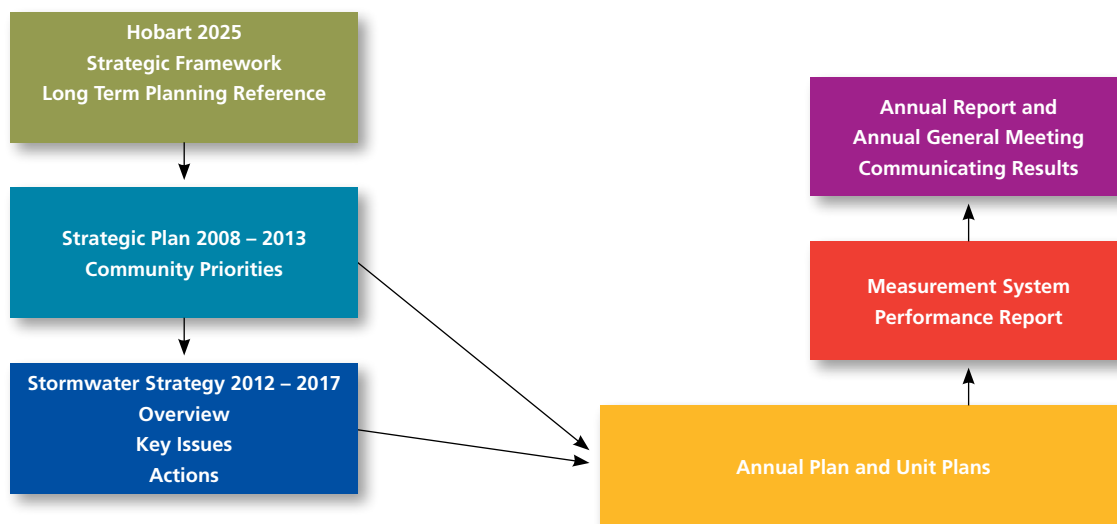 Hobart 2025
Strategic Framework
Long Term Planning Reference
Strategic Plan 2008 – 2013
Community Priorities
Stormwater Strategy 2012 – 2017
Overview
Key Issues
Actions
Annual Plan and Unit Plans
Measurement System
Performance Report
Annual Report and
Annual General Meeting
Communicating Results